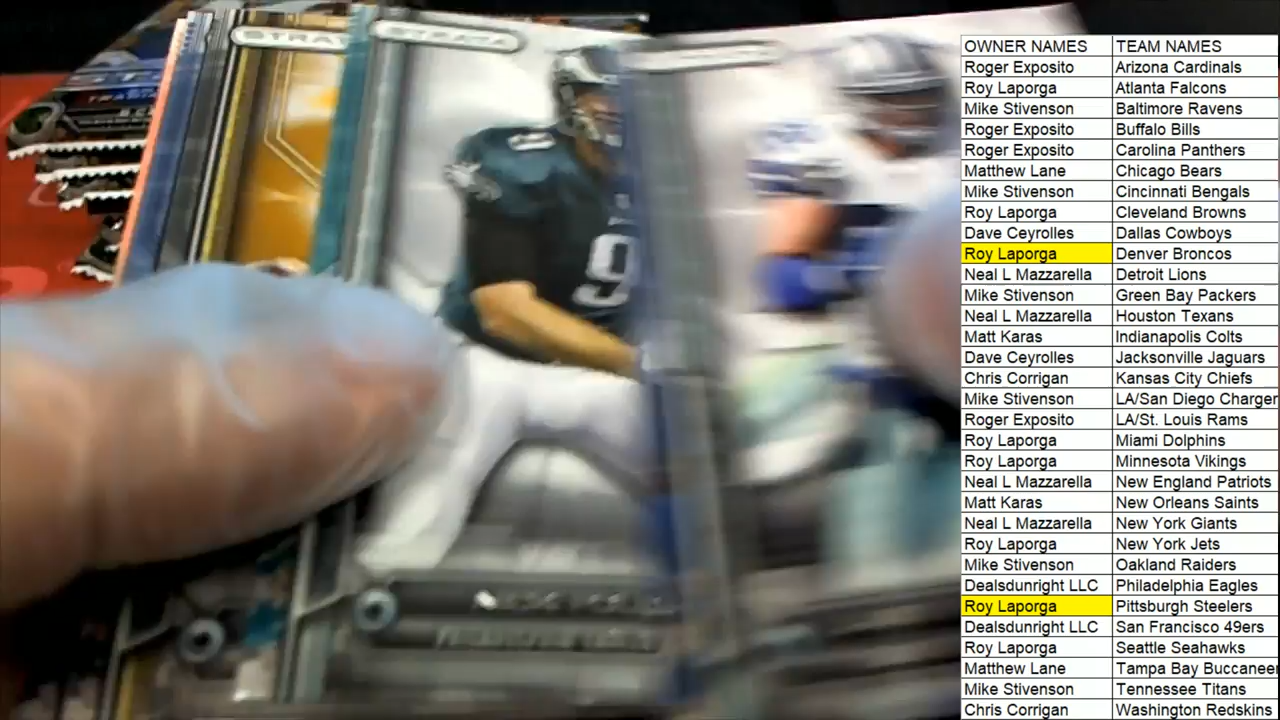 STRATA
OWNER NAMES TEAM NAMES
Roger Exposito Arizona Cardinals
Roy Laporga Atlanta Falcons
Mike Stivenson Baltimore Ravens
Roger Exposito Buffalo Bills
Roger Exposito Carolina Panthers
Matthew Lane Chicago Bears
Mike Stivenson Cincinnati Bengals
Roy Laporga Cleveland Browns
Dave Ceyrolles Dallas Cowboys
Roy Laporga Denver Broncos
Neal L Mazzarella Detroit Lions
Mike Stivenson Green Bay Packers
Neal L Mazzarella Houston Texans
Matt Karas Indianapolis Colts
Dave Ceyrolles Jacksonville Jaguars
Chris Corrigan Kansas City Chiefs
Mike Stivenson LA/San Diego Charger
Roger Exposito LA/St. Louis Rams
Roy Laporga Miami Dolphins
Roy Laporga Minnesota Vikings
Neal L Mazzarella New England Patriots
Matt Karas New Orleans Saints
Neal L Mazzarella New York Giants
Roy Laporga New York Jets
Mike Stivenson Oakland Raiders
Dealsdunright LLC Philadelphia Eagles
Roy Laporga Pittsburgh Steelers
Dealsdunright LLC San Francisco 49ers
Roy Laporga Seattle Seahawks
Matthew Lane Tampa Bay Buccaneer
Mike Stivenson Tennessee Titans
Chris Corrigan Washington Redskins
9